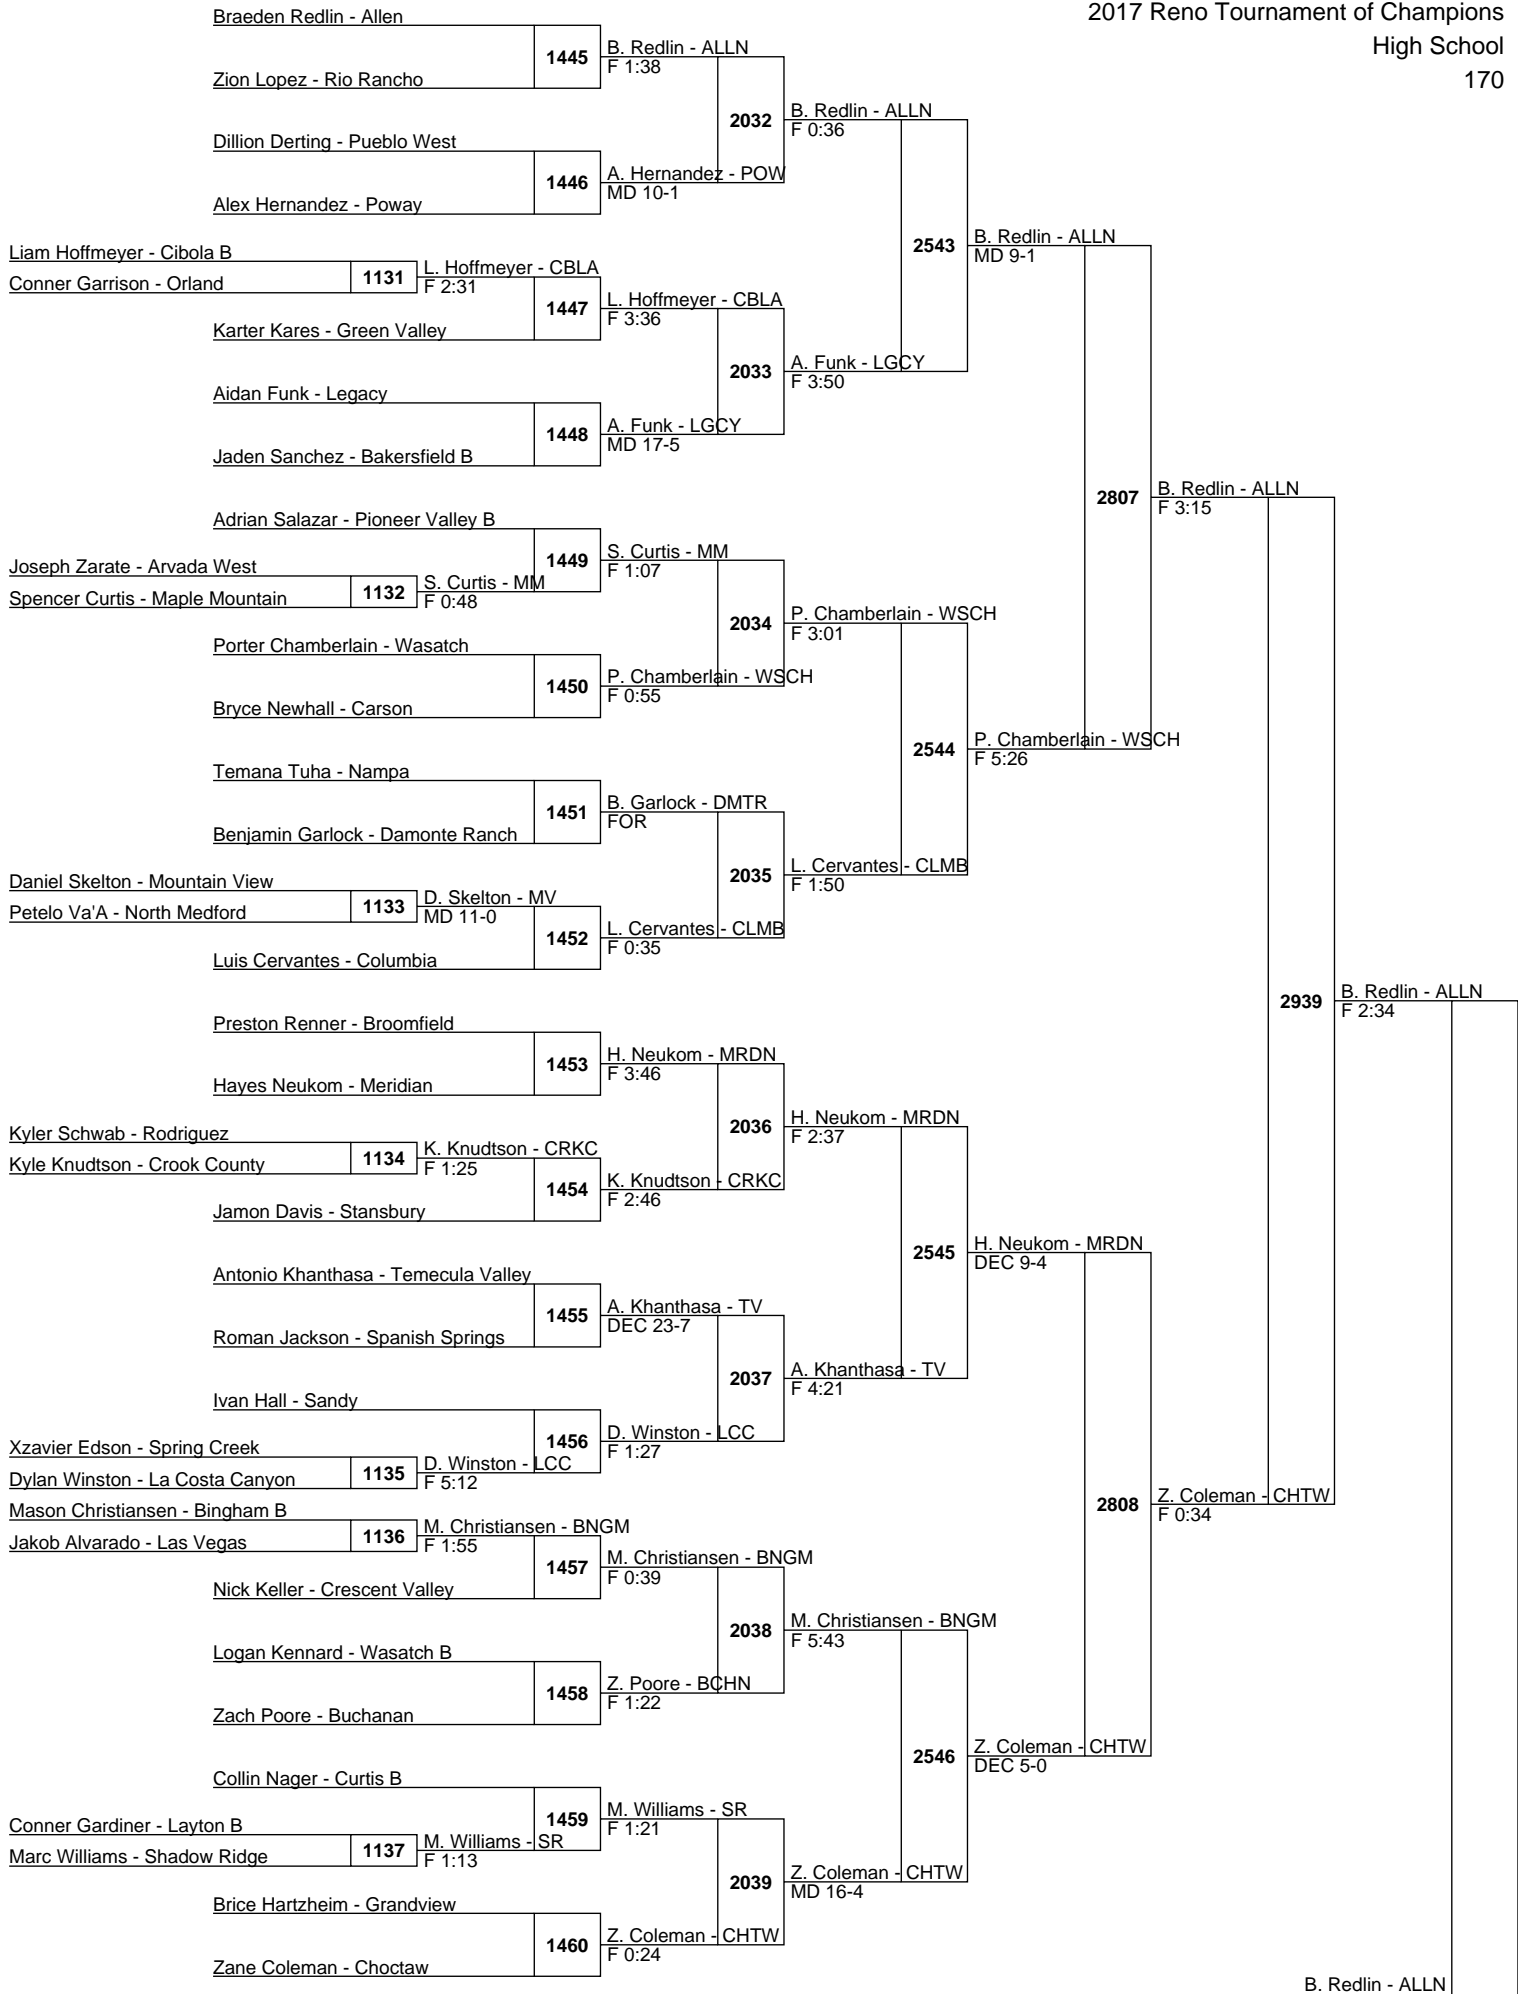 2017 Reno Tournament of Champions
High School
170
Braeden Redlin - Allen
1445
B. Redlin - ALLN
F 1:38
Zion Lopez - Rio Rancho
2032
B. Redlin - ALLN
F 0:36
Dillion Derting - Pueblo West
1446
A. Hernandez - POW
MD 10-1
Alex Hernandez - Poway
2543
B. Redlin - ALLN
MD 9-1
Liam Hoffmeyer - Cibola B
1131
L. Hoffmeyer - CBLA
F 2:31
Conner Garrison - Orland
1447
L. Hoffmeyer - CBLA
F 3:36
Karter Kares - Green Valley
2033
A. Funk - LGCY
F 3:50
Aidan Funk - Legacy
1448
A. Funk - LGCY
MD 17-5
Jaden Sanchez - Bakersfield B
2807
B. Redlin - ALLN
F 3:15
Adrian Salazar - Pioneer Valley B
1449
S. Curtis - MM
F 1:07
Joseph Zarate - Arvada West
1132
S. Curtis - MM
F 0:48
Spencer Curtis - Maple Mountain
2034
P. Chamberlain - WSCH
F 3:01
Porter Chamberlain - Wasatch
1450
P. Chamberlain - WSCH
F 0:55
Bryce Newhall - Carson
2544
P. Chamberlain - WSCH
F 5:26
Temana Tuha - Nampa
1451
B. Garlock - DMTR
FOR
Benjamin Garlock - Damonte Ranch
2035
L. Cervantes - CLMB
F 1:50
Daniel Skelton - Mountain View
1133
D. Skelton - MV
MD 11-0
Petelo Va'A - North Medford
1452
L. Cervantes - CLMB
F 0:35
Luis Cervantes - Columbia
2939
B. Redlin - ALLN
F 2:34
Preston Renner - Broomfield
1453
H. Neukom - MRDN
F 3:46
Hayes Neukom - Meridian
2036
H. Neukom - MRDN
F 2:37
Kyler Schwab - Rodriguez
1134
K. Knudtson - CRKC
F 1:25
Kyle Knudtson - Crook County
1454
K. Knudtson - CRKC
F 2:46
Jamon Davis - Stansbury
2545
H. Neukom - MRDN
DEC 9-4
Antonio Khanthasa - Temecula Valley
1455
A. Khanthasa - TV
DEC 23-7
Roman Jackson - Spanish Springs
2037
A. Khanthasa - TV
F 4:21
Ivan Hall - Sandy
1456
D. Winston - LCC
F 1:27
Xzavier Edson - Spring Creek
1135
D. Winston - LCC
F 5:12
Dylan Winston - La Costa Canyon
2808
Z. Coleman - CHTW
F 0:34
Mason Christiansen - Bingham B
1136
M. Christiansen - BNGM
F 1:55
Jakob Alvarado - Las Vegas
1457
M. Christiansen - BNGM
F 0:39
Nick Keller - Crescent Valley
2038
M. Christiansen - BNGM
F 5:43
Logan Kennard - Wasatch B
1458
Z. Poore - BCHN
F 1:22
Zach Poore - Buchanan
2546
Z. Coleman - CHTW
DEC 5-0
Collin Nager - Curtis B
1459
M. Williams - SR
F 1:21
Conner Gardiner - Layton B
1137
M. Williams - SR
F 1:13
Marc Williams - Shadow Ridge
2039
Z. Coleman - CHTW
MD 16-4
Brice Hartzheim - Grandview
1460
Z. Coleman - CHTW
F 0:24
Zane Coleman - Choctaw
B. Redlin - ALLN